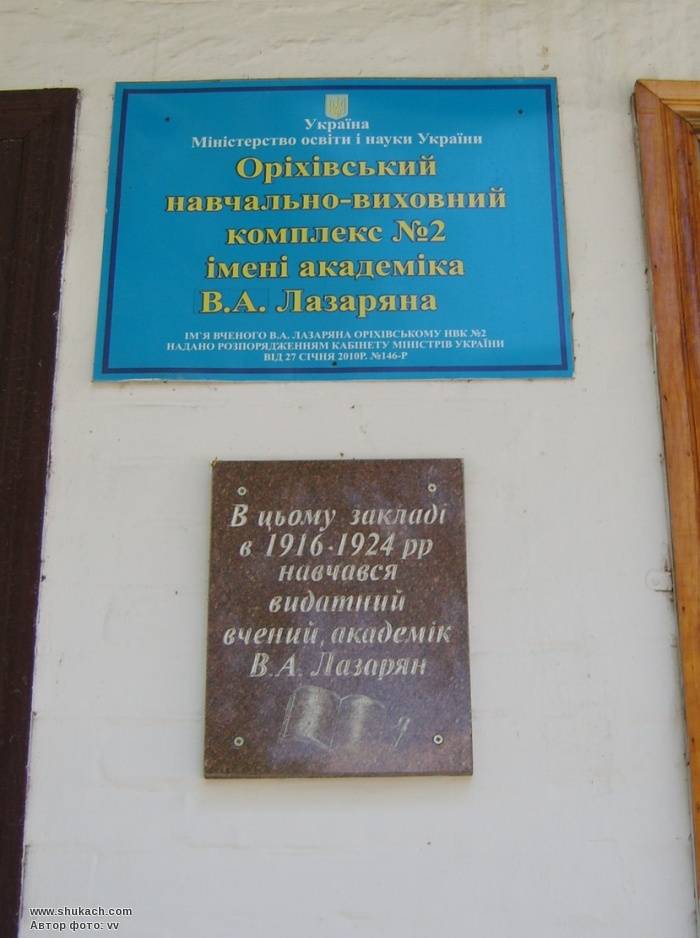 Україна
Міністерство освіти і науки України
Оріхівський
навчально-виховний
комплекс №2
імені академіка
В.А. Лазаряна
ІМ'Я ВЧЕНОГО В.А. ЛАЗАРЯНА ОРІХІВСЬКОМУ НВК №2
НАДАНО РОЗПОРЯДЖЕННЯМ КАБІНЕТУ МІНІСТРІВ УКРАЇНИ
ВІД 27 СІЧНЯ 2010Р. №146-Р
В цьому закладі
в 1916-1924 рр
навчався
видатний
вчений, академік
В.А. Лазарян
www.shukach.com
Автор фото: vv